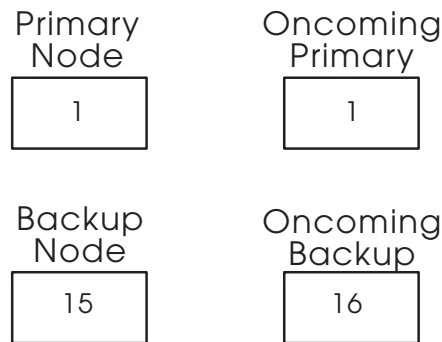 Primary
Node
1
Oncoming
Primary
1
Backup
Node
15
Oncoming
Backup
16